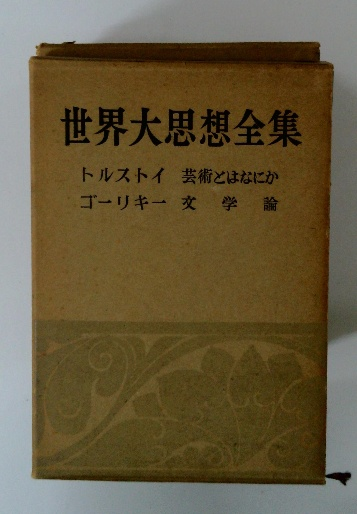 世界大思想全集
トルストイ 芸術とはなにか
ゴーリキー 文学論